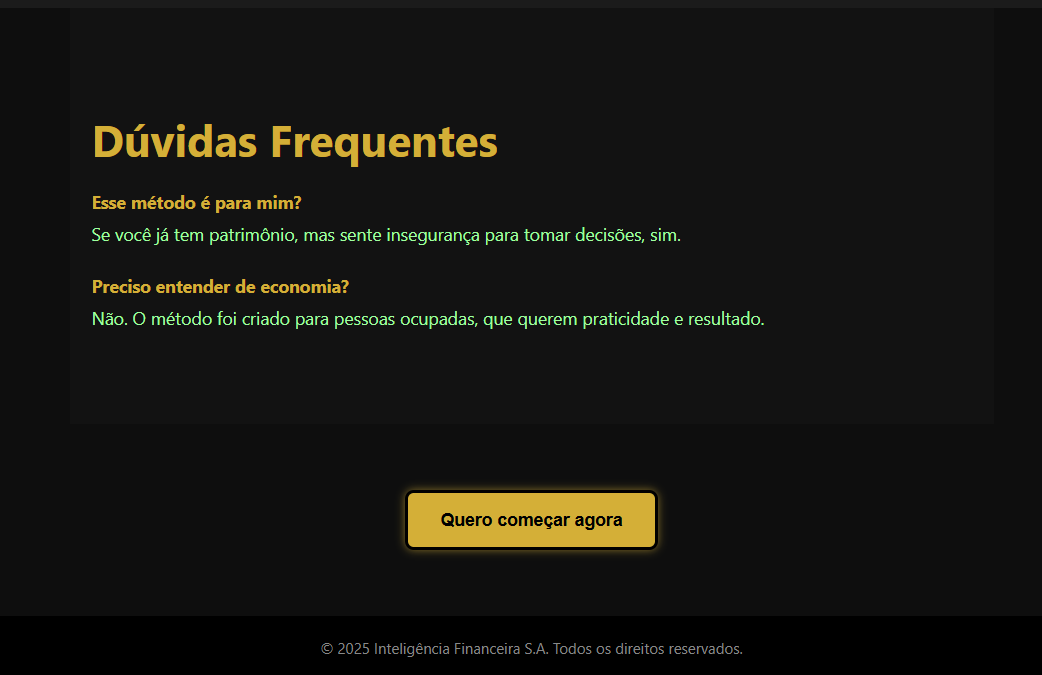 Dúvidas Frequentes
Esse método é para mim?
Se você já tem patrimônio, mas sente insegurança para tomar decisões, sim.
Preciso entender de economia?
Não. O método foi criado para pessoas ocupadas, que querem praticidade e resultado.
Quero começar agora
© 2025 Inteligência Financeira S.A. Todos os direitos reservados.